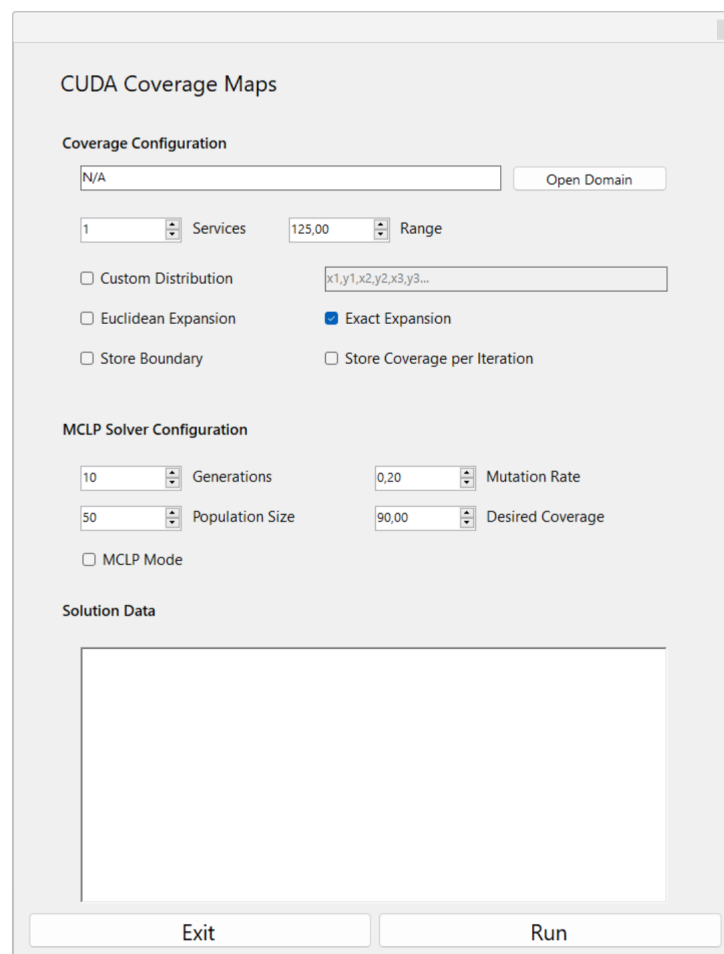 CUDA Coverage Maps
Coverage Configuration
N/A Open Domain
1 Services 125,00 Range
Custom Distribution x1,y1,x2,y2,x3,y3...
Euclidean Expansion Exact Expansion
Store Boundary Store Coverage per Iteration
MCLP Solver Configuration
10 Generations 0,20 Mutation Rate
50 Population Size 90,00 Desired Coverage
MCLP Mode
Solution Data
Exit Run